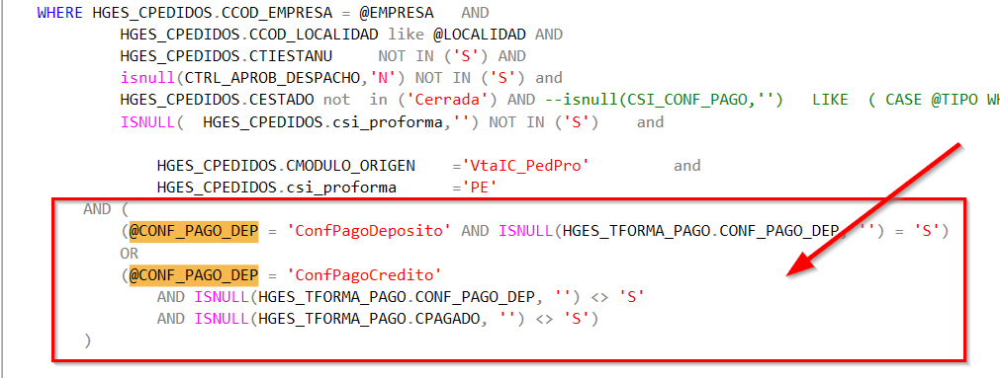 WHERE HGES_CPEDIDOS.CCOD_EMPRESA = @EMPRESA AND
HGES_CPEDIDOS.CCOD_LOCALIDAD like @LOCALIDAD AND
HGES_CPEDIDOS.CTIESTANU NOT IN ('S') AND
isnull(CTRL_APROB_DESPACHO,'N') NOT IN ('S') and
HGES_CPEDIDOS.CESTADO not in ('Cerrada') AND --isnull(CSI_CONF_PAGO,'') LIKE ( CASE @TIPO
ISNULL( HGES_CPEDIDOS.csi_proforma,'') NOT IN ('S') and
HGES_CPEDIDOS.CMODULO_ORIGEN ='VtaIC_PedPro' and
HGES_CPEDIDOS.csi_proforma ='PE'
AND (
(@CONF_PAGO_DEP = 'ConfPagoDeposito' AND ISNULL(HGES_TFORMA_PAGO.CONF_PAGO_DEP, '') = 'S')
OR
(@CONF_PAGO_DEP = 'ConfPagoCredito'
AND ISNULL(HGES_TFORMA_PAGO.CONF_PAGO_DEP, '') <> 'S'
AND ISNULL(HGES_TFORMA_PAGO.CPAGADO, '') <> 'S')
)